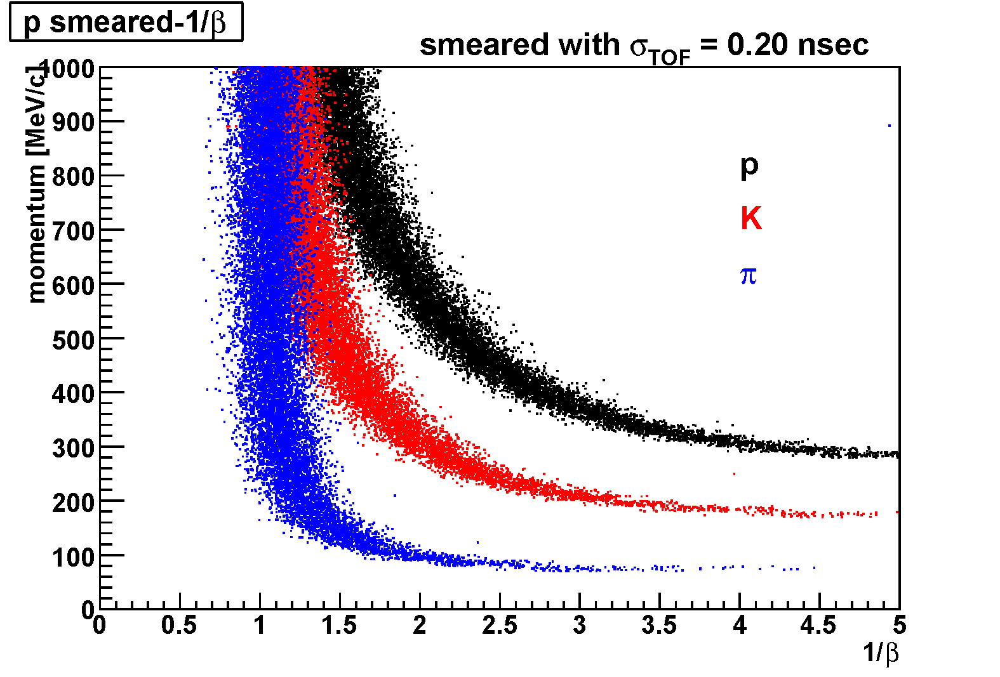 p smeared-1/β
smeared with σTOF = 0.20 nsec
momentum [MeV/c]
1000
900
800
700
600
500
400
300
200
100
0
p
K
π
0 0.5 1 1.5 2 2.5 3 3.5 4 4.5 5
1/β